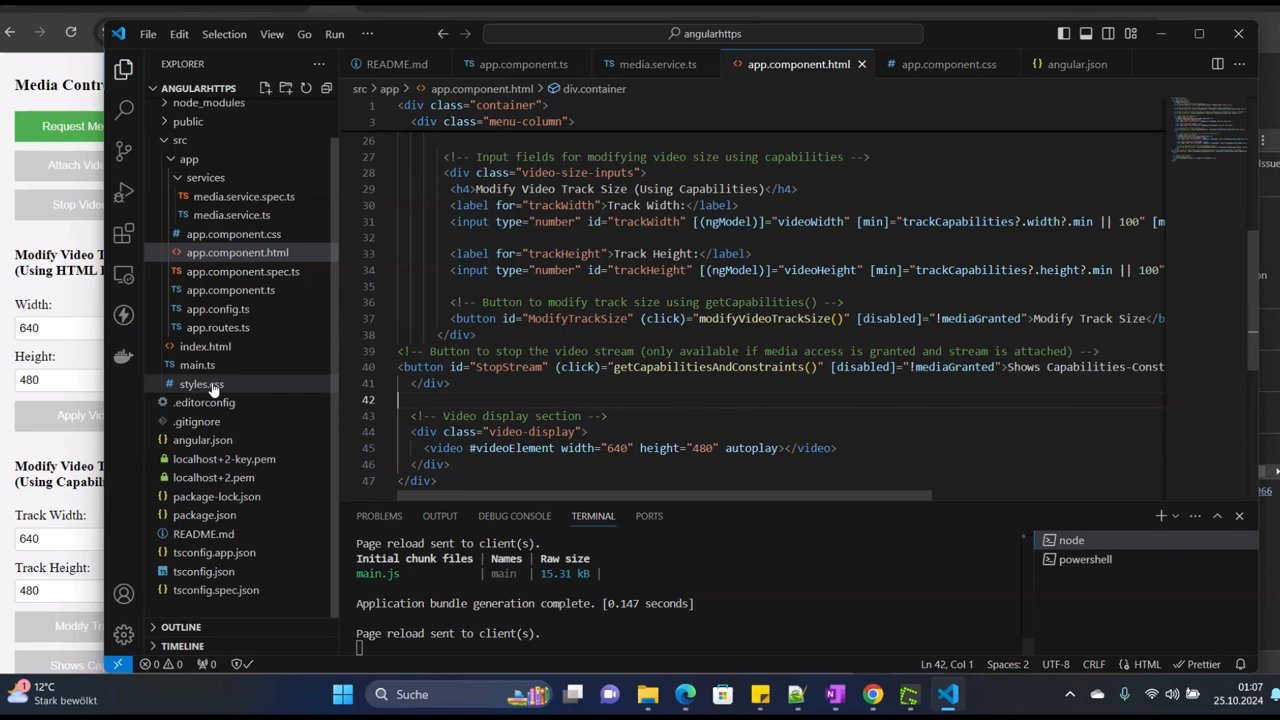 File Edit Selection View Go Run
angularhttps
EXPLORER
README.md
app.component.ts
media.service.ts
app.component.html
app.component.css
angular.json
ANGULARHTTPS
src > app > app.component.html > div.container
node_modules
public
src
app
services
media.service.spec.ts
media.service.ts
app.component.css
app.component.html
app.component.spec.ts
app.component.ts
app.config.ts
app.routes.ts
index.html
main.ts
styles.css
.editorconfig
.gitignore
angular.json
localhost+2-key.pem
localhost+2.pem
package-lock.json
package.json
README.md
tsconfig.app.json
tsconfig.json
tsconfig.spec.json
OUTLINE
TIMELINE
1 <div class="container">
3 <div class="menu-column">
26
27 <!-- Input fields for modifying video size using capabilities -->
28 <div class="video-size-inputs">
29 <h4>Modify Video Track Size (Using Capabilities)</h4>
30 <label for="trackWidth">Track Width:</label>
31 <input type="number" id="trackWidth" [(ngModel)]="videoWidth" [min]="trackCapabilities?.width?.min || 100" [m
32
33 <label for="trackHeight">Track Height:</label>
34 <input type="number" id="trackHeight" [(ngModel)]="videoHeight" [min]="trackCapabilities?.height?.min || 100"
35
36 <!-- Button to modify track size using getCapabilities() -->
37 <button id="ModifyTrackSize" (click)="modifyVideoTrackSize()" [disabled]="!mediaGranted">Modify Track Size</b
38 </div>
39 <!-- Button to stop the video stream (only available if media access is granted and stream is attached) -->
40 <button id="StopStream" (click)="getCapabilitiesAndConstraints()" [disabled]="!mediaGranted">Shows Capabilities-Const
41 </div>
42
43 <!-- Video display section -->
44 <div class="video-display">
45 <video #videoElement width="640" height="480" autoplay></video>
46 </div>
47 </div>
PROBLEMS OUTPUT DEBUG CONSOLE TERMINAL PORTS
Page reload sent to client(s).
Initial chunk files | Names | Raw size
main.js | main | 15.31 kB |
Application bundle generation complete. [0.147 seconds]
Page reload sent to client(s).
node
powershell
0 0 0
Ln 42, Col 1 Spaces: 2 UTF-8 CRLF HTML Prettier
Media Contr
Request Me
Attach Vide
Stop Vide
Modify Video T
(Using HTML
Width:
640
Height:
480
Apply Vi
Modify Video T
(Using Capabil
Track Width:
640
Track Height:
480
Modify Tr
Shows Ca
12°C
Stark bewölkt
Suche
01:07
25.10.2024